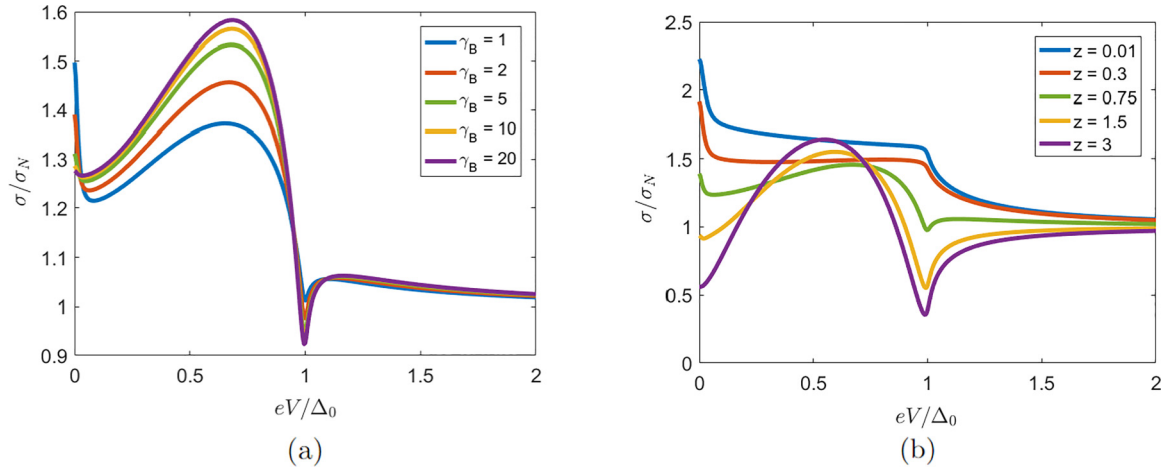 1.6
1.5
1.4
1.3
1.2
1.1
1
0.9
σ/σ_N
0 0.5 1 1.5 2
eV/Δ₀
γ_B = 1
γ_B = 2
γ_B = 5
γ_B = 10
γ_B = 20
(a)
2.5
2
1.5
1
0.5
0
σ/σ_N
0 0.5 1 1.5 2
eV/Δ₀
z = 0.01
z = 0.3
z = 0.75
z = 1.5
z = 3
(b)